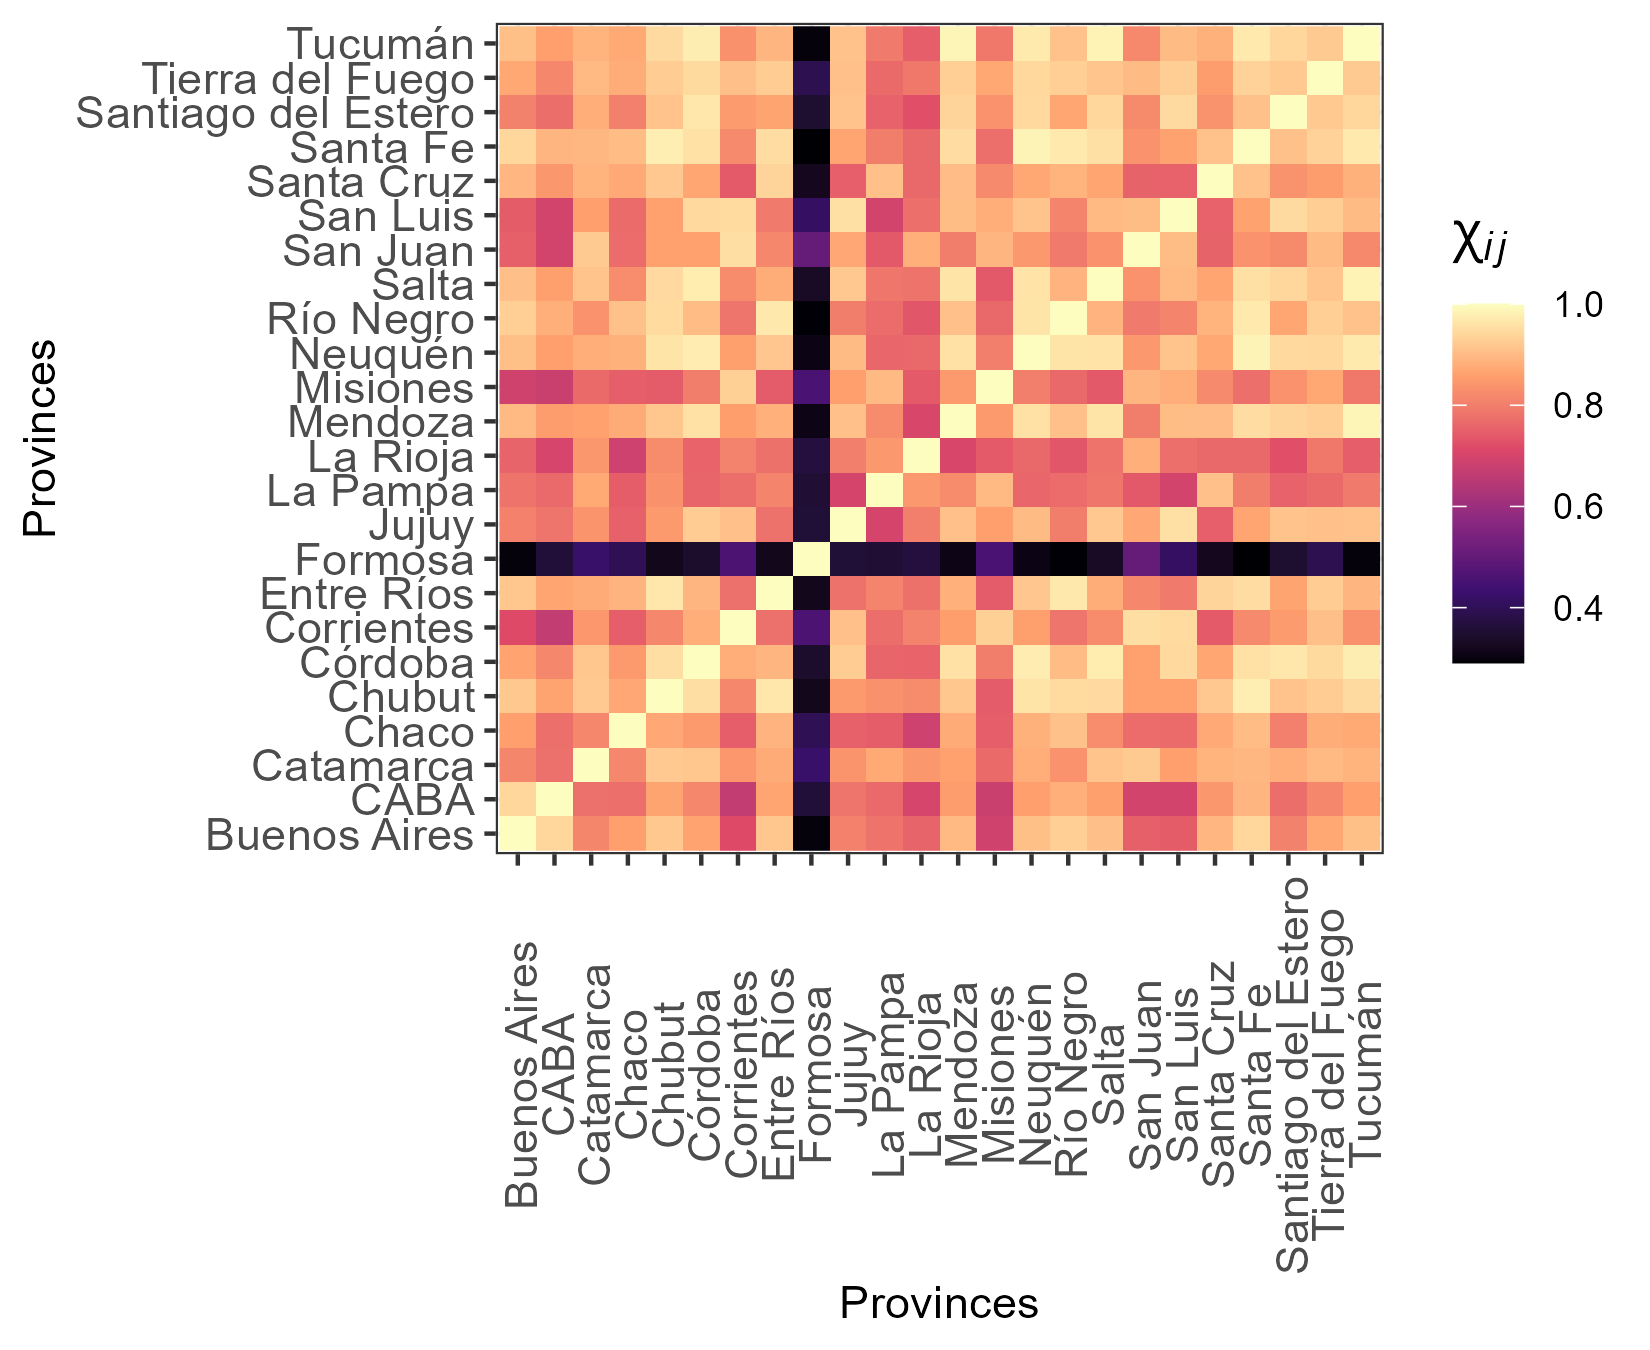 Provinces
Tucumán
Tierra del Fuego
Santiago del Estero
Santa Fe
Santa Cruz
San Luis
San Juan
Salta
Río Negro
Neuquén
Misiones
Mendoza
La Rioja
La Pampa
Jujuy
Formosa
Entre Ríos
Corrientes
Córdoba
Chubut
Chaco
Catamarca
CABA
Buenos Aires
Buenos Aires
CABA
Catamarca
Chaco
Chubut
Córdoba
Corrientes
Entre Ríos
Formosa
Jujuy
La Pampa
La Rioja
Mendoza
Misiones
Neuquén
Río Negro
Salta
San Juan
San Luis
Santa Cruz
Santa Fe
Santiago del Estero
Tierra del Fuego
Tucumán
Provinces
χij
1.0
0.8
0.6
0.4